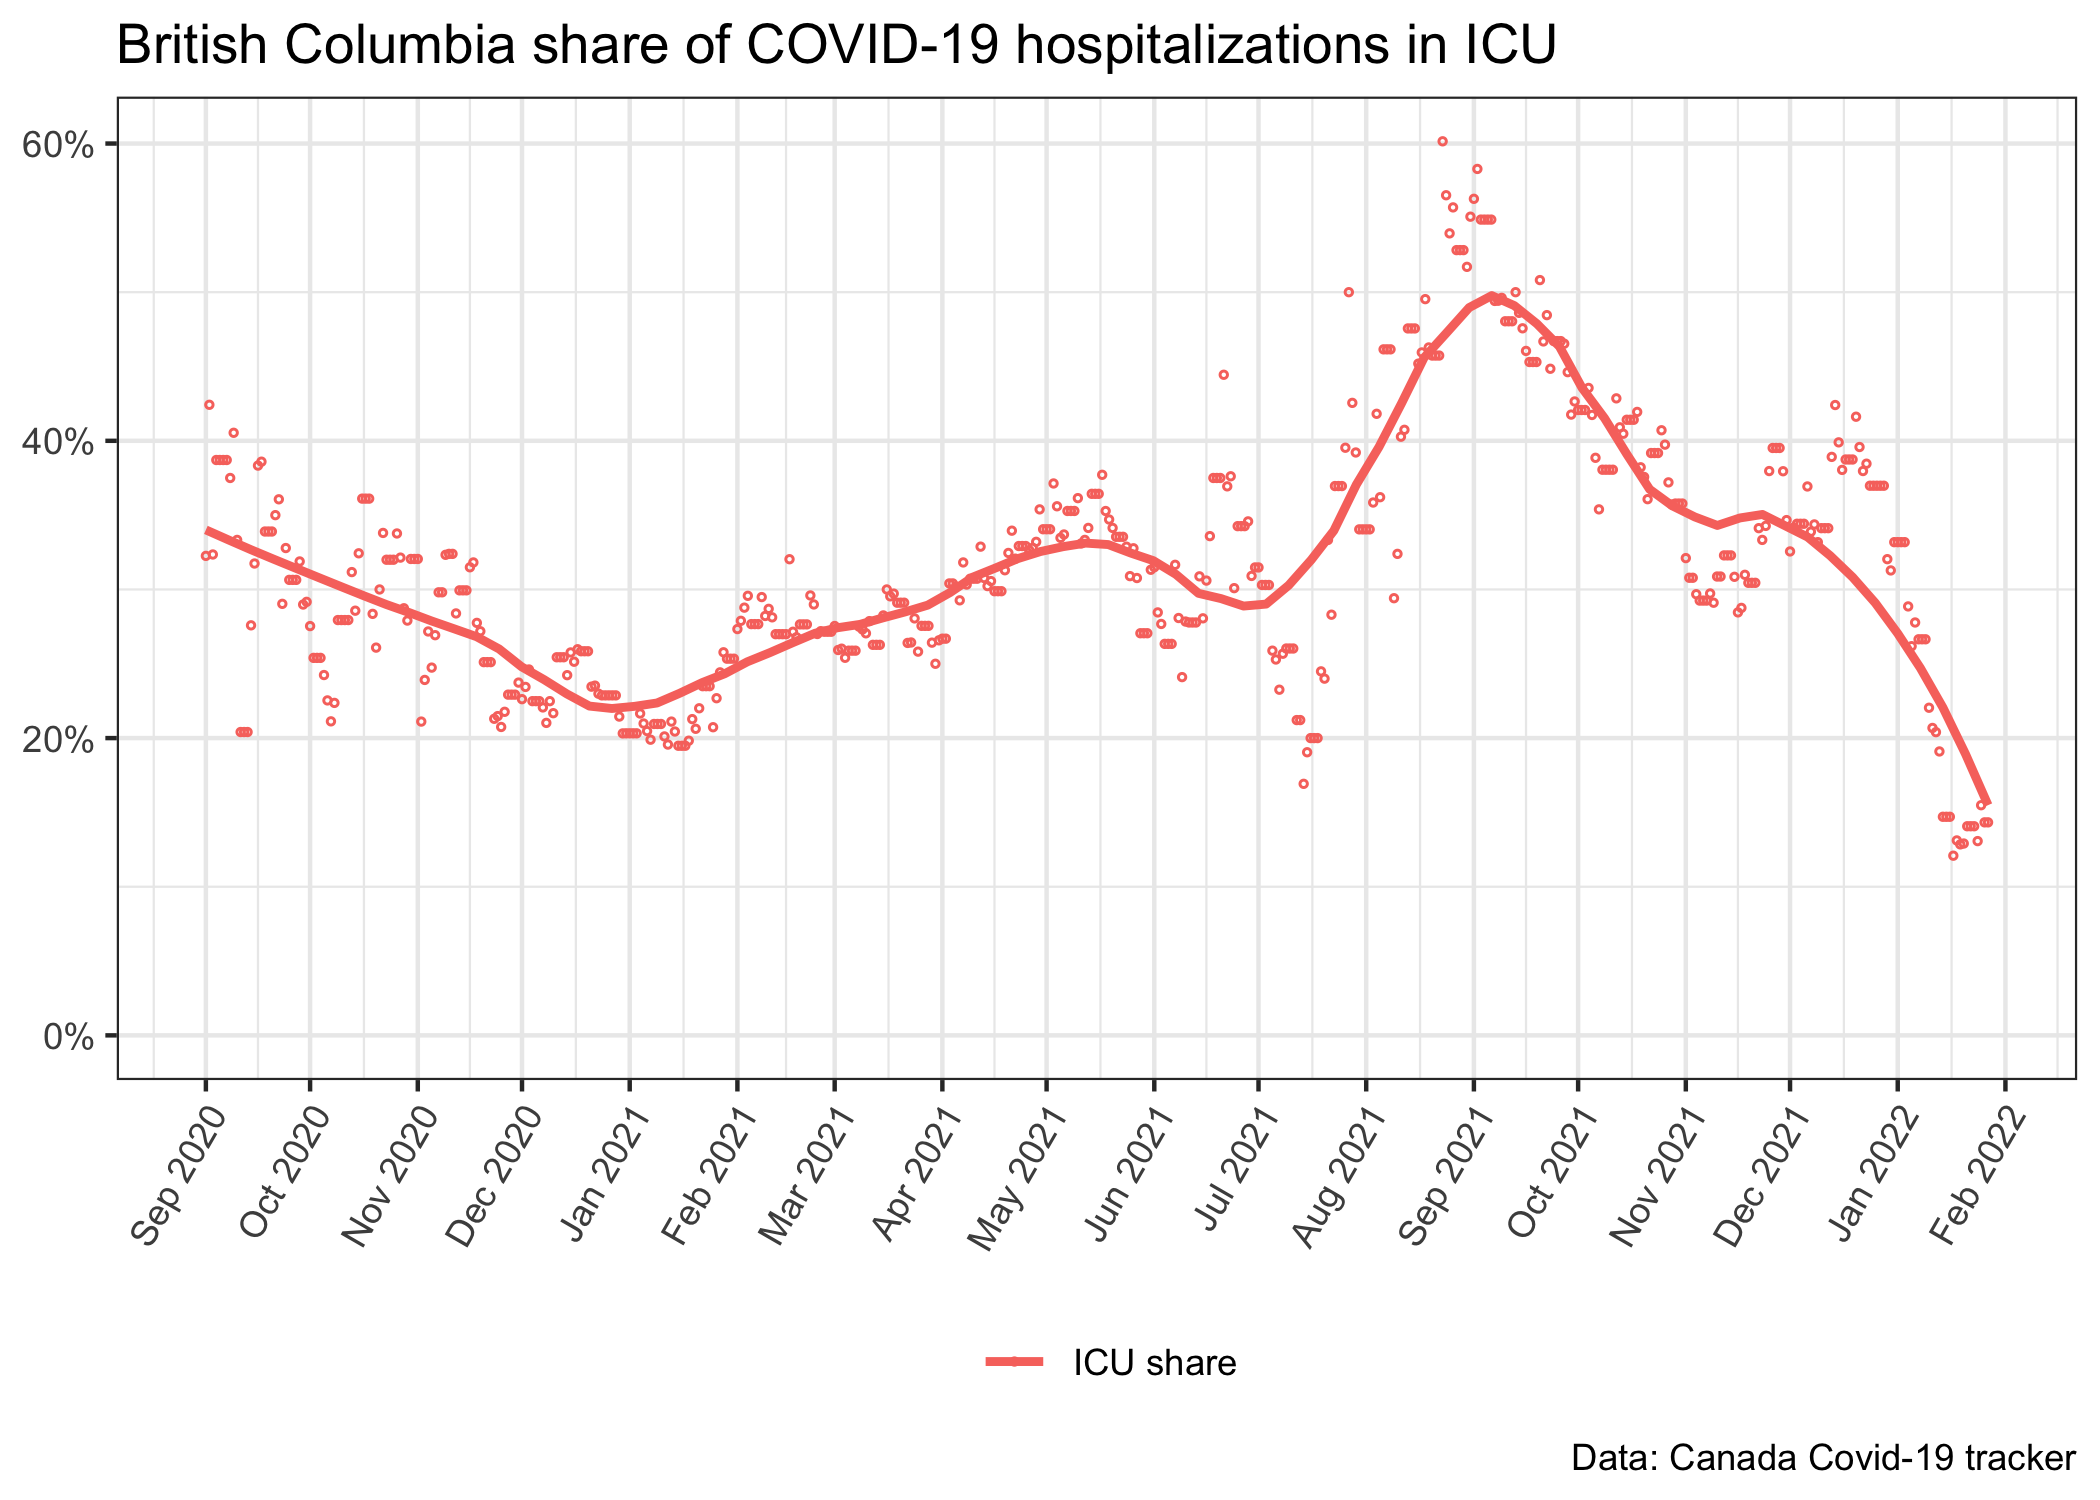 British Columbia share of COVID-19 hospitalizations in ICU
60%
40%
20%
0%
Sep 2020
Oct 2020
Nov 2020
Dec 2020
Jan 2021
Feb 2021
Mar 2021
Apr 2021
May 2021
Jun 2021
Jul 2021
Aug 2021
Sep 2021
Oct 2021
Nov 2021
Dec 2021
Jan 2022
Feb 2022
ICU share
Data: Canada Covid-19 tracker